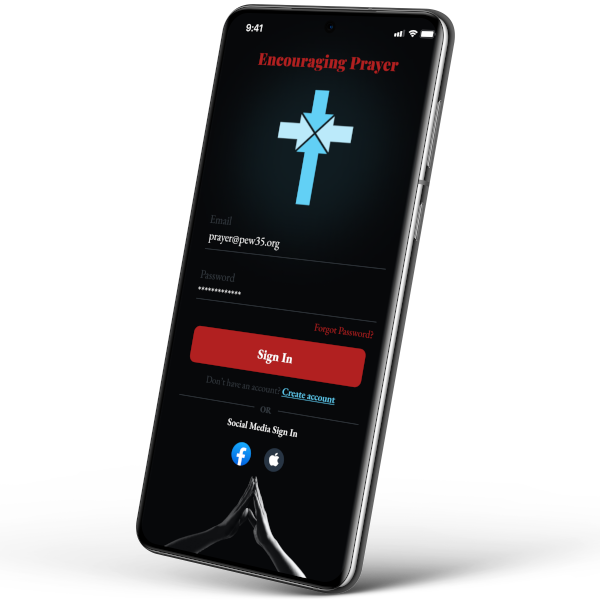 9:41
Encouraging Prayer
Email
prayer@pew35.org
Password
*************
Forgot Password?
Sign In
Don't have an account? Create account
OR
Social Media Sign In